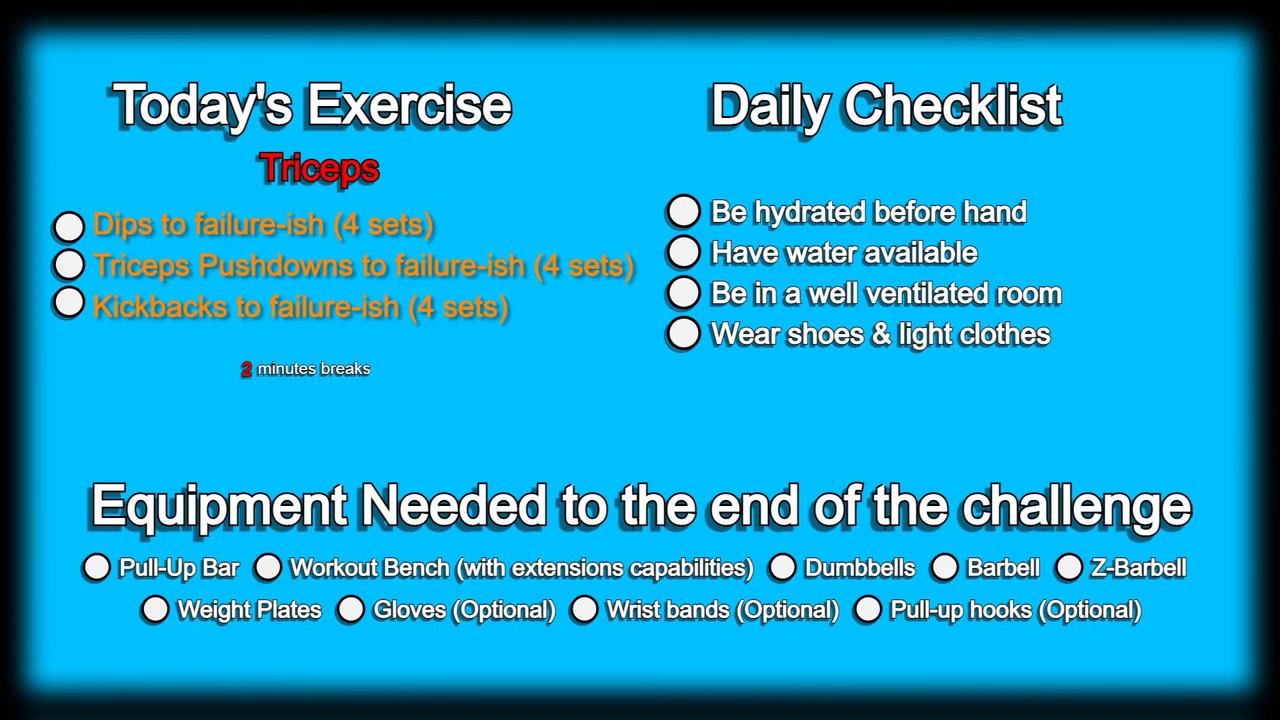 Today's Exercise
Triceps
Dips to failure-ish (4 sets)
Triceps Pushdowns to failure-ish (4 sets)
Kickbacks to failure-ish (4 sets)
2 minutes breaks
Daily Checklist
Be hydrated before hand
Have water available
Be in a well ventilated room
Wear shoes & light clothes
Equipment Needed to the end of the challenge
Pull-Up Bar Workout Bench (with extensions capabilities) Dumbbells Barbell Z-Barbell
Weight Plates Gloves (Optional) Wrist bands (Optional) Pull-up hooks (Optional)